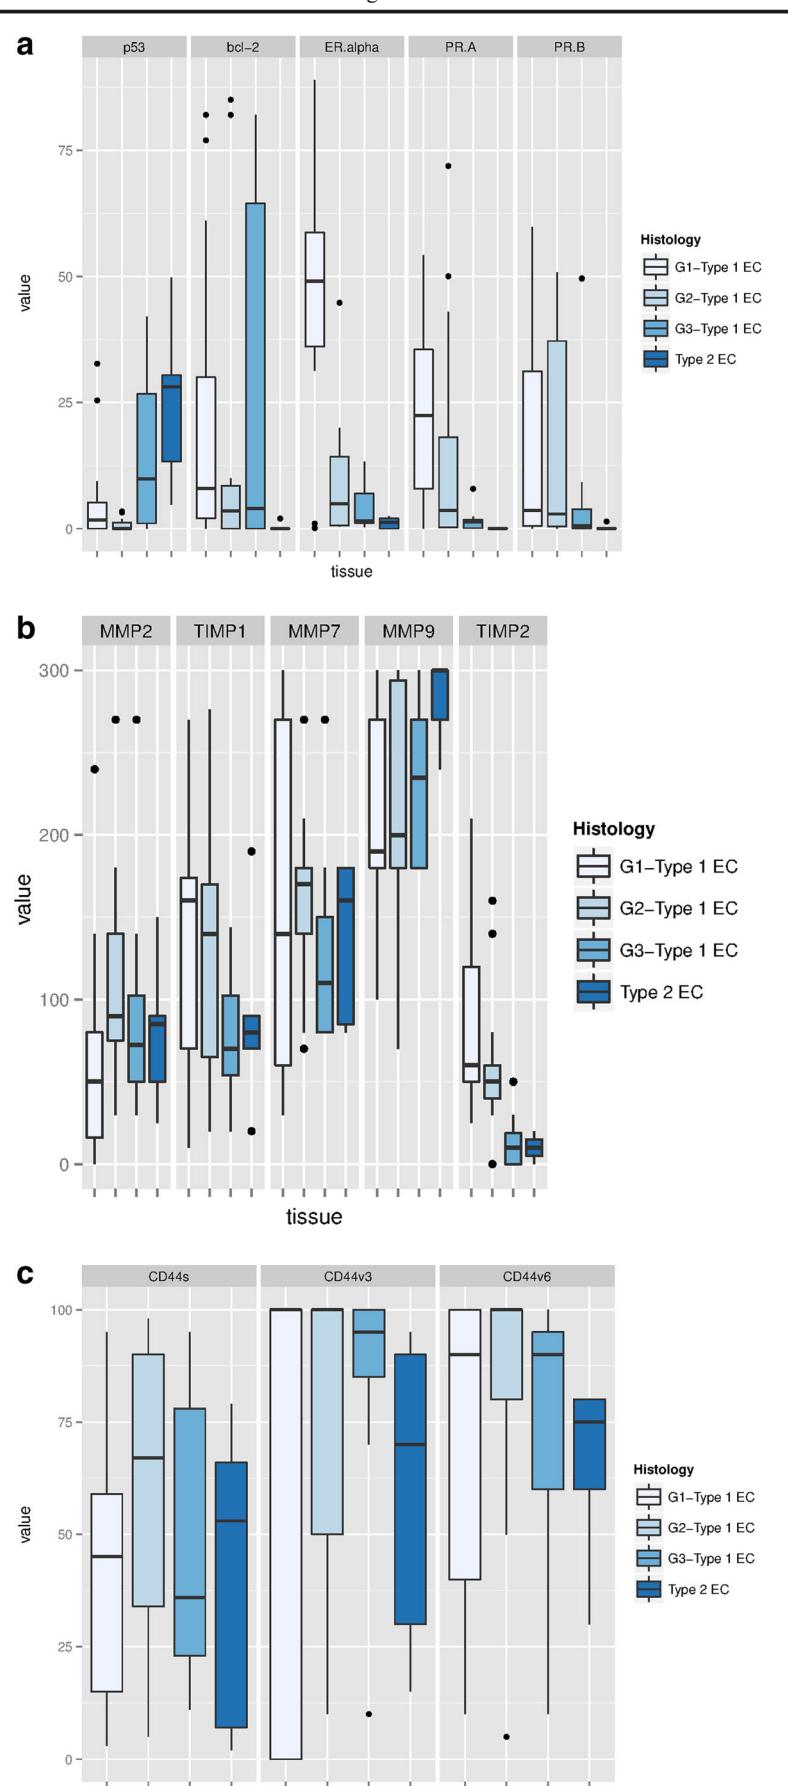 a
p53 bcl−2 ER.alpha PR.A PR.B
75
50
25
0
value
tissue
Histology
G1−Type 1 EC
G2−Type 1 EC
G3−Type 1 EC
Type 2 EC
b
MMP2 TIMP1 MMP7 MMP9 TIMP2
300
200
100
0
value
tissue
Histology
G1−Type 1 EC
G2−Type 1 EC
G3−Type 1 EC
Type 2 EC
c
CD44s CD44v3 CD44v6
100
75
50
25
0
value
Histology
G1−Type 1 EC
G2−Type 1 EC
G3−Type 1 EC
Type 2 EC